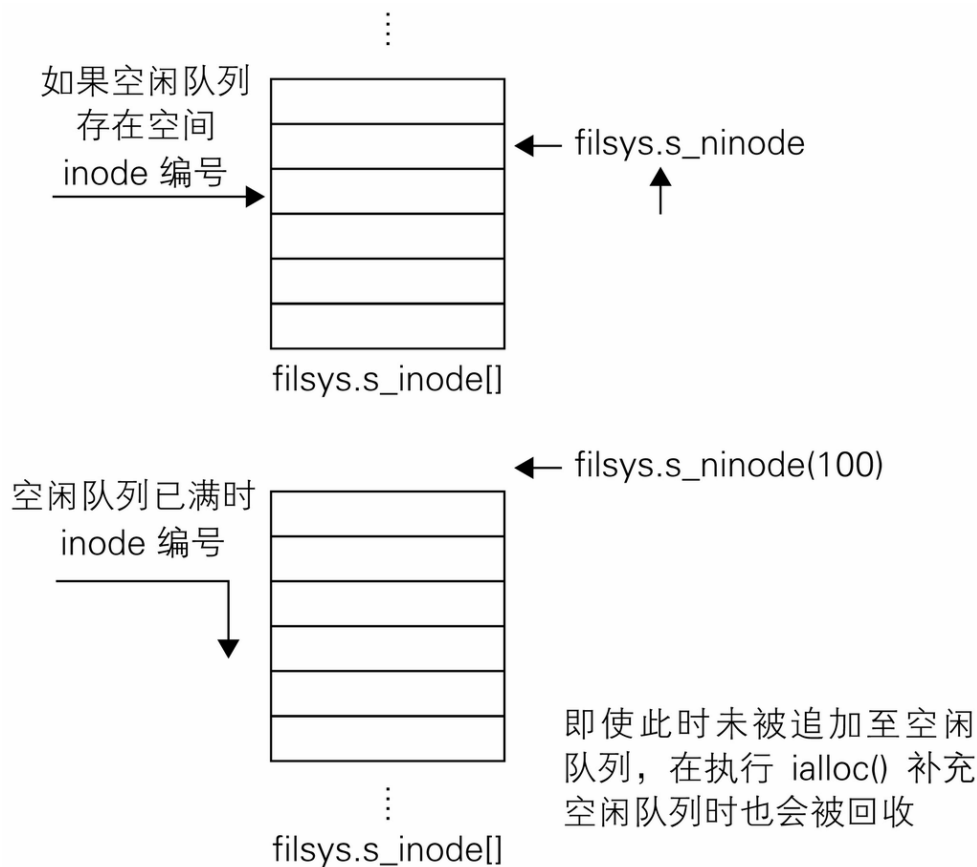 如果空闲队列
存在空间
inode 编号
filsys.s_ninode
filsys.s_inode[]
filsys.s_ninode(100)
空闲队列已满时
inode 编号
即使此时未被追加至空闲
队列，在执行 ialloc() 补充
空闲队列时也会被回收
filsys.s_inode[]